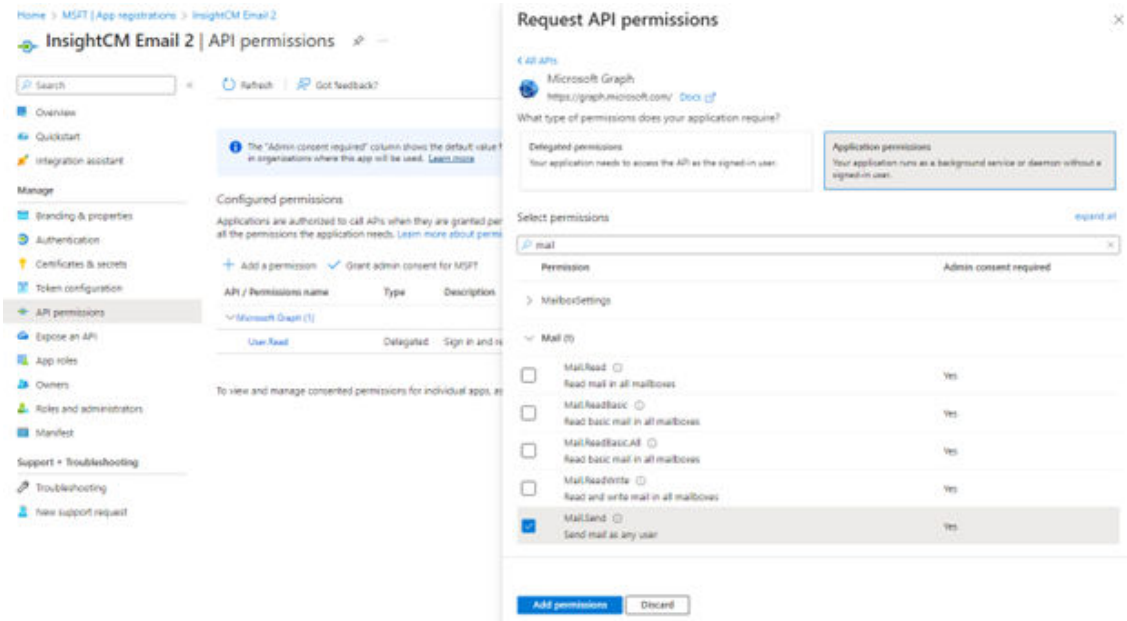 Home > MSFT | App registrations > InsightCM Email 2
InsightCM Email 2 | API permissions
Search
Refresh
Got feedback?
Overview
Quickstart
Integration assistant
Manage
Branding & properties
Authentication
Certificates & secrets
Token configuration
API permissions
Expose an API
App roles
Owners
Roles and administrators
Manifest
Support + Troubleshooting
Troubleshooting
New support request
The "Admin consent required" column shows the default value
in organizations where this app will be used. Learn more
Configured permissions
Applications are authorized to call APIs when they are granted per
all the permissions the application needs. Learn more about permi
Add a permission
Grant admin consent for MSFT
API / Permissions name Type Description
Microsoft Graph (1)
User.Read Delegated Sign in and re
To view and manage consented permissions for individual apps, as
Request API permissions
All APIs
Microsoft Graph
https://graph.microsoft.com/ Docs
What type of permissions does your application require?
Delegated permissions
Your application needs to access the API as the signed-in user.
Application permissions
Your application runs as a background service or daemon without a
signed-in user.
Select permissions
expand all
mail
Permission Admin consent required
MailboxSettings
Mail (1)
Mail.Read
Read mail in all mailboxes
Yes
Mail.ReadBasic
Read basic mail in all mailboxes
Yes
Mail.ReadBasic.All
Read basic mail in all mailboxes
Yes
Mail.ReadWrite
Read and write mail in all mailboxes
Yes
Mail.Send
Send mail as any user
Yes
Add permissions
Discard